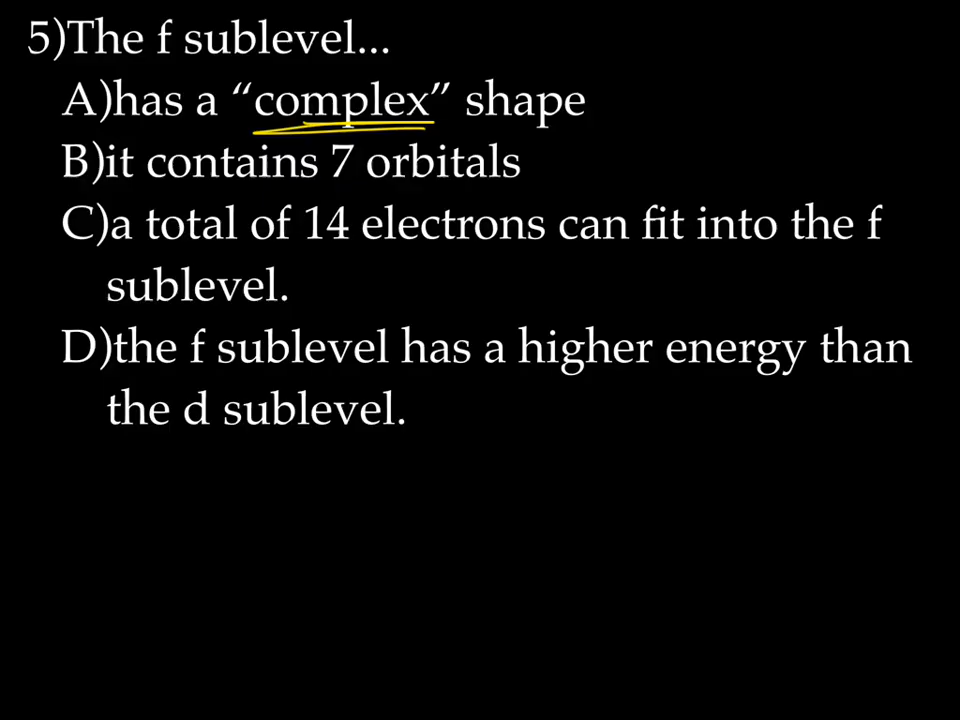 5)The f sublevel...
A)has a “complex” shape
B)it contains 7 orbitals
C)a total of 14 electrons can fit into the f
sublevel.
D)the f sublevel has a higher energy than
the d sublevel.